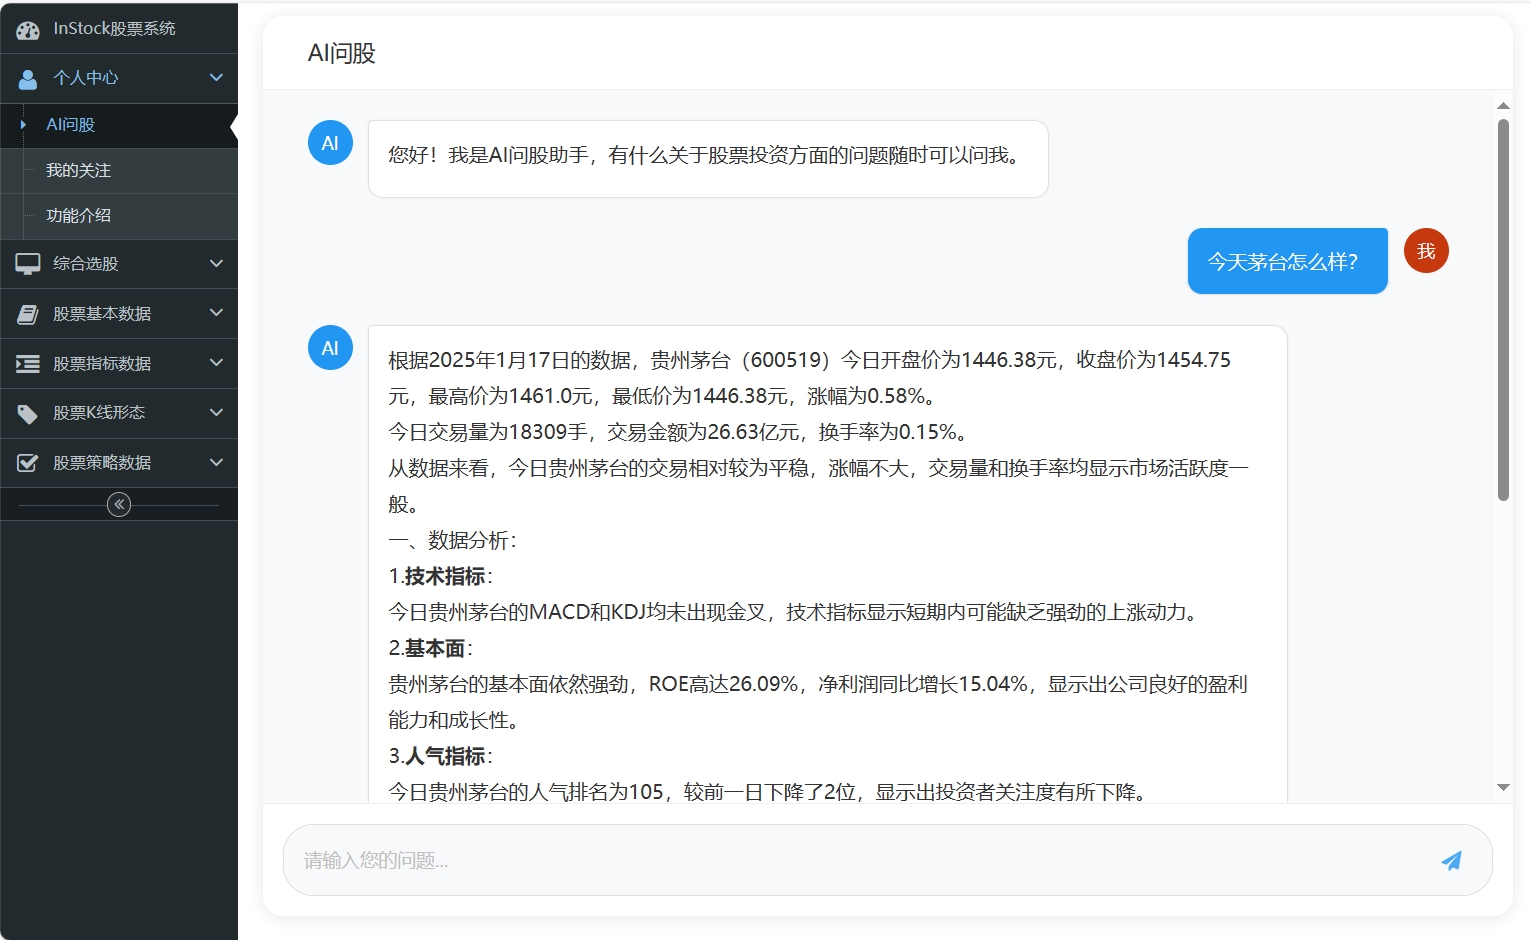 InStock股票系统
个人中心
AI问股
我的关注
功能介绍
综合选股
股票基本数据
股票指标数据
股票K线形态
股票策略数据
AI问股
AI
您好！我是AI问股助手，有什么关于股票投资方面的问题随时可以问我。
今天茅台怎么样？
我
AI
根据2025年1月17日的数据，贵州茅台（600519）今日开盘价为1446.38元，收盘价为1454.75
元，最高价为1461.0元，最低价为1446.38元，涨幅为0.58%。
今日交易量为18309手，交易金额为26.63亿元，换手率为0.15%。
从数据来看，今日贵州茅台的交易相对较为平稳，涨幅不大，交易量和换手率均显示市场活跃度一
般。
一、数据分析：
1.技术指标：
今日贵州茅台的MACD和KDJ均未出现金叉，技术指标显示短期内可能缺乏强劲的上涨动力。
2.基本面：
贵州茅台的基本面依然强劲，ROE高达26.09%，净利润同比增长15.04%，显示出公司良好的盈利
能力和成长性。
3.人气指标：
今日贵州茅台的人气排名为105，较前一日下降了2位，显示出投资者关注度有所下降。
请输入您的问题...